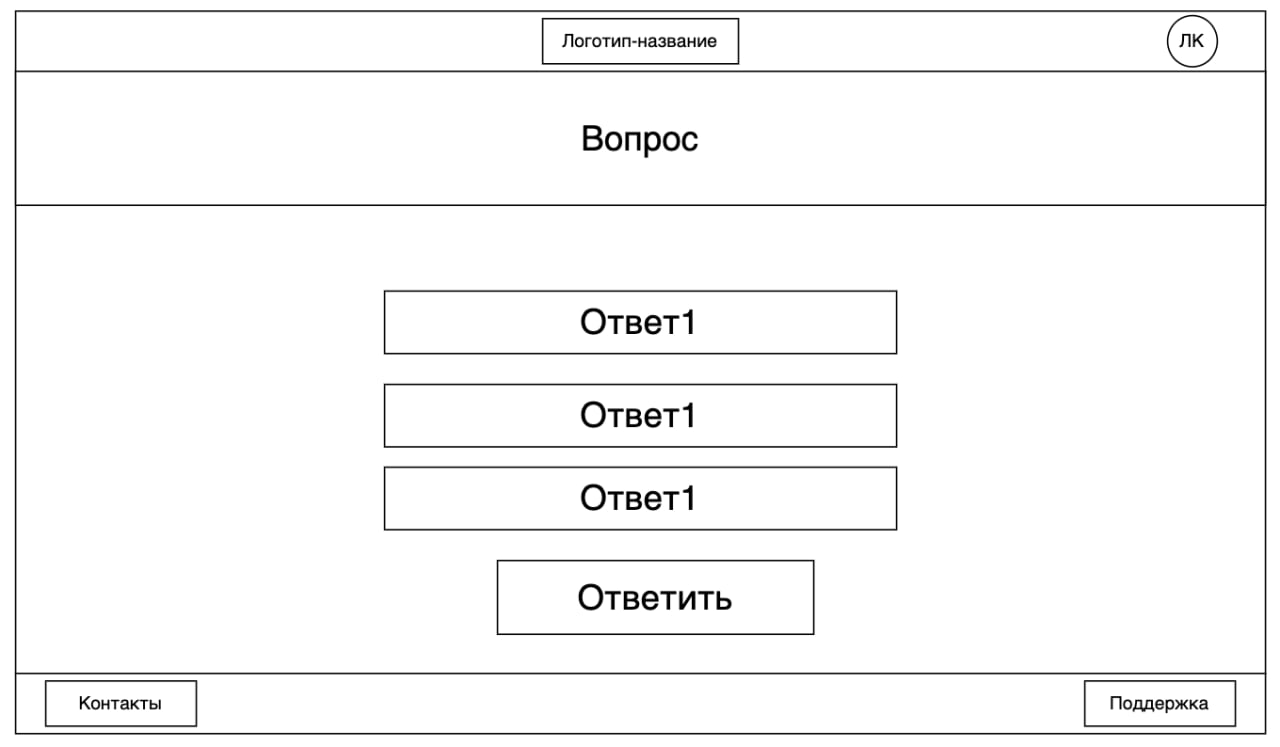 Логотип-название
ЛК
Вопрос
Ответ1
Ответ1
Ответ1
Ответить
Контакты
Поддержка